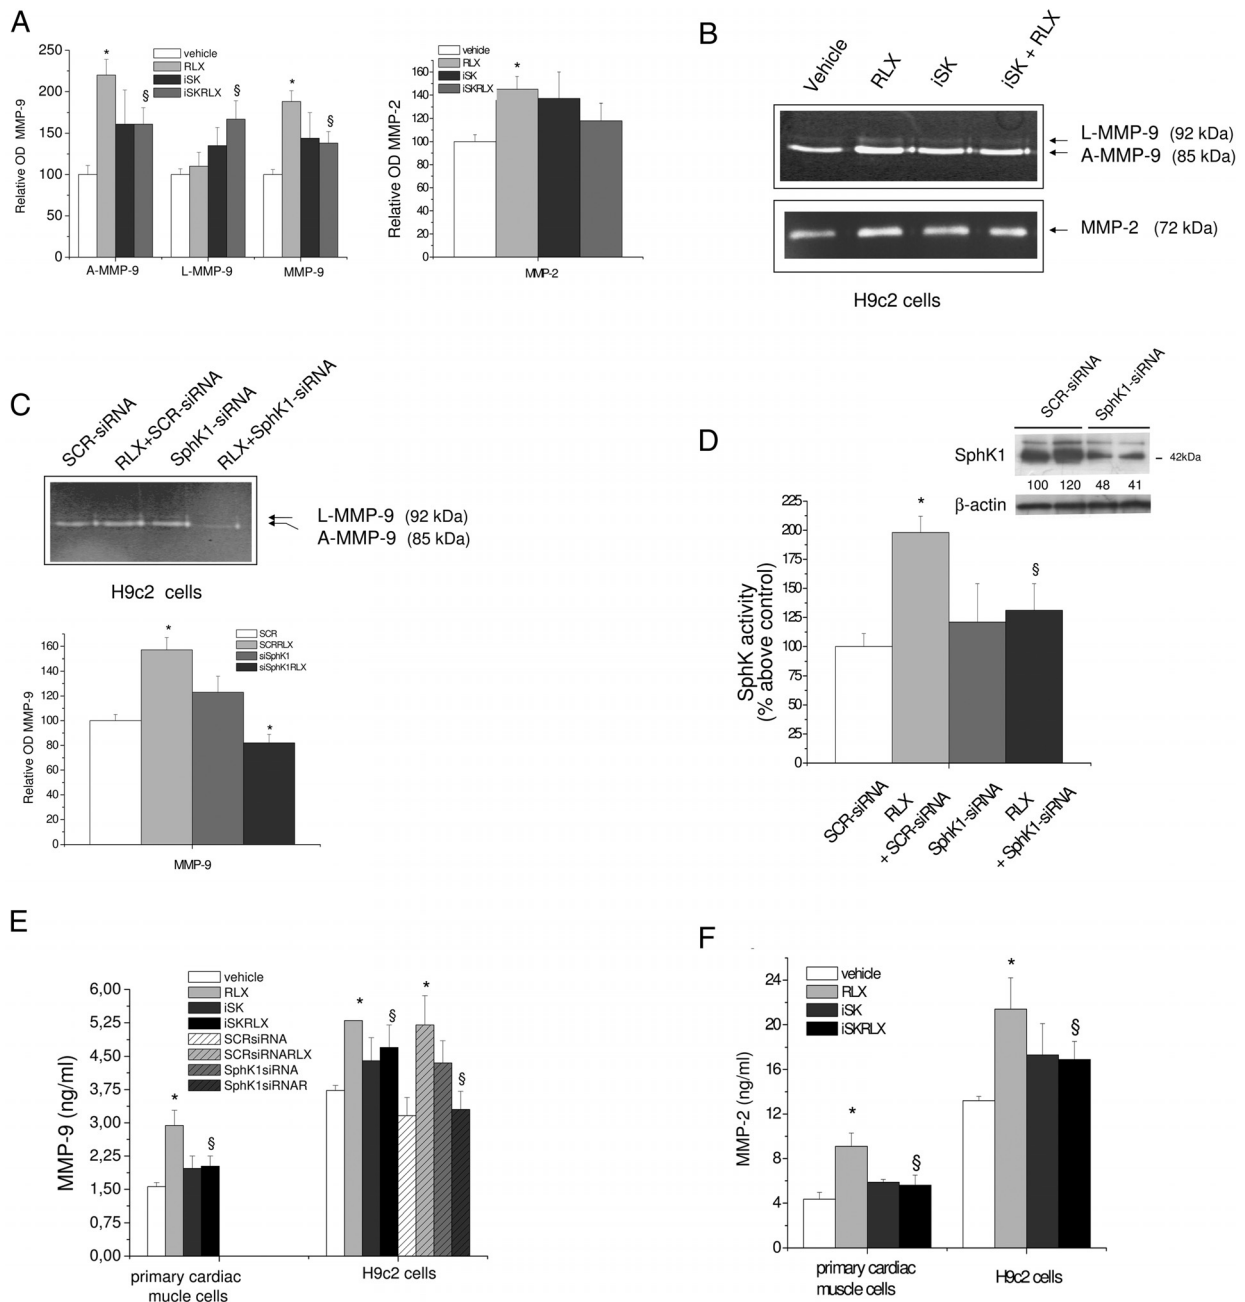 A
250
200
150
100
50
0
Relative OD MMP-9
vehicle
RLX
iSK
iSKRLX
*
§
§
*
§
A-MMP-9 L-MMP-9 MMP-9
160
140
120
100
80
60
40
20
0
Relative OD MMP-2
vehicle
RLX
iSK
iSKRLX
*
MMP-2
B
Vehicle RLX iSK iSK + RLX
L-MMP-9 (92 kDa)
A-MMP-9 (85 kDa)
MMP-2 (72 kDa)
H9c2 cells
C
SCR-siRNA RLX+SCR-siRNA SphK1-siRNA RLX+SphK1-siRNA
L-MMP-9 (92 kDa)
A-MMP-9 (85 kDa)
H9c2 cells
160
140
120
100
80
60
40
20
0
Relative OD MMP-9
SCR
SCRRLX
siSphK1
siSphK1RLX
*
*
MMP-9
D
SCR-siRNA SphK1-siRNA
SphK1
42kDa
100 120 48 41
β-actin
225
200
175
150
125
100
75
50
25
0
SphK activity
(% above control)
*
§
SCR-siRNA
RLX
+ SCR-siRNA
SphK1-siRNA
RLX
+ SphK1-siRNA
E
6,00
5,25
4,50
3,75
3,00
2,25
1,50
0,75
0,00
MMP-9 (ng/ml)
vehicle
RLX
iSK
iSKRLX
SCRsiRNA
SCRsiRNARLX
SphK1siRNA
SphK1siRNAR
*
§
*
§
*
§
primary cardiac
mucle cells
H9c2 cells
F
24
20
16
12
8
4
0
MMP-2 (ng/ml)
vehicle
RLX
iSK
iSKRLX
*
§
*
§
primary cardiac
muscle cells
H9c2 cells